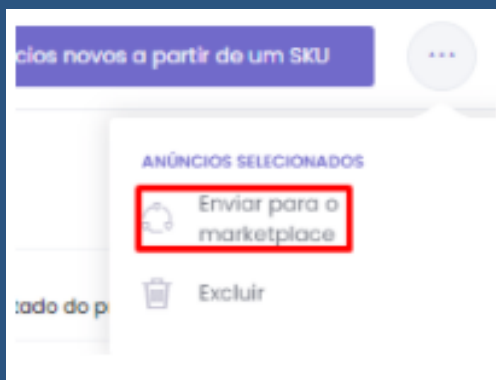 cios novos a partir de um SKU
ANÚNCIOS SELECIONADOS
Enviar para o
marketplace
Excluir
tado do p